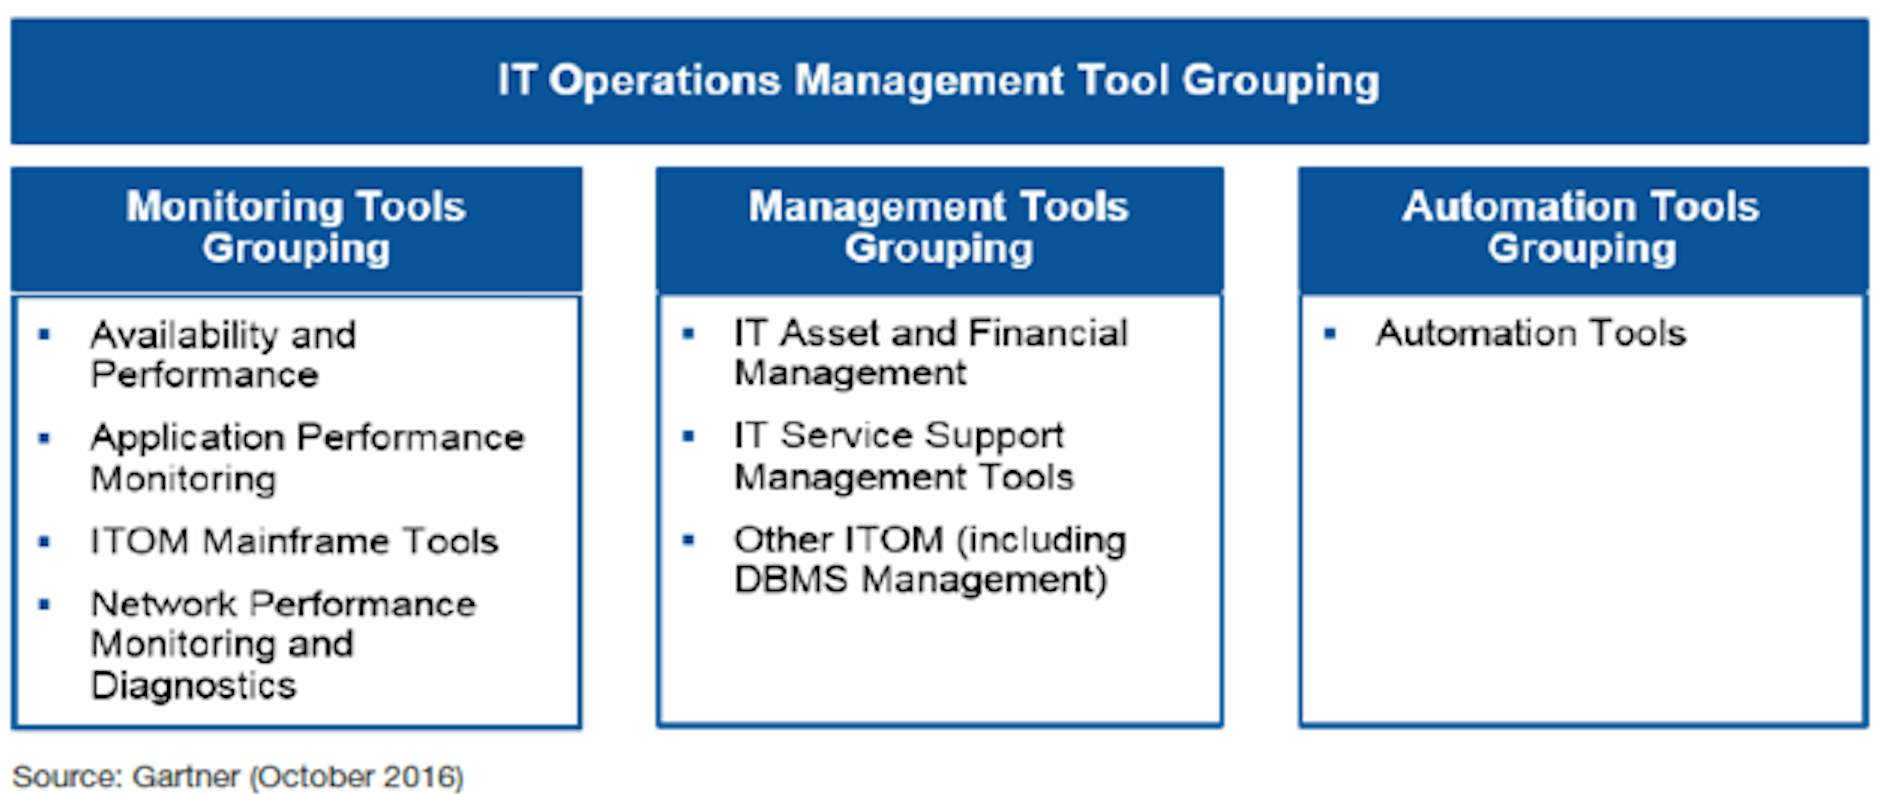 IT Operations Management Tool Grouping
Monitoring Tools
Grouping
▪ Availability and
Performance
▪ Application Performance
Monitoring
▪ ITOM Mainframe Tools
▪ Network Performance
Monitoring and
Diagnostics
Management Tools
Grouping
▪ IT Asset and Financial
Management
▪ IT Service Support
Management Tools
▪ Other ITOM (including
DBMS Management)
Automation Tools
Grouping
▪ Automation Tools
Source: Gartner (October 2016)